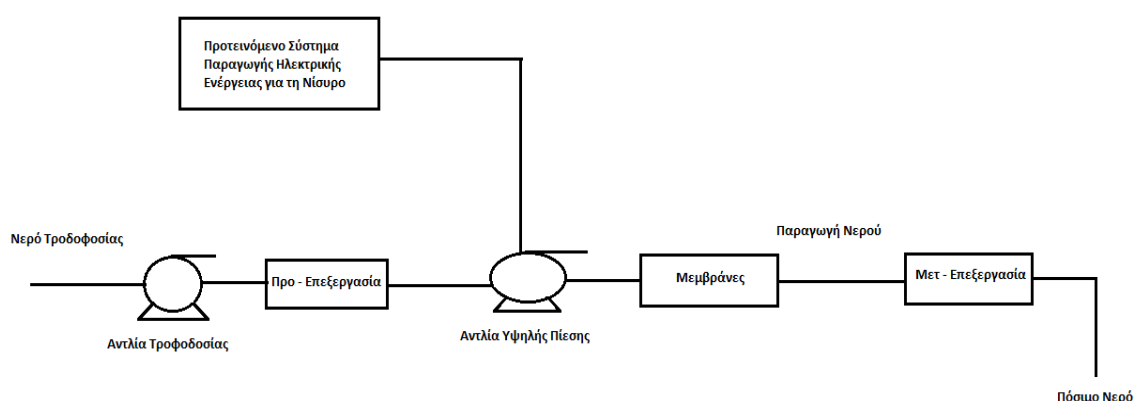 Προτεινόμενο Σύστημα
Παραγωγής Ηλεκτρικής
Ενέργειας για τη Νίσυρο
Νερό Τροδοφοσίας
Αντλία Τροφοδοσίας
Προ - Επεξεργασία
Αντλία Υψηλής Πίεσης
Μεμβράνες
Παραγωγή Νερού
Μετ - Επεξεργασία
Πόσιμο Νερό